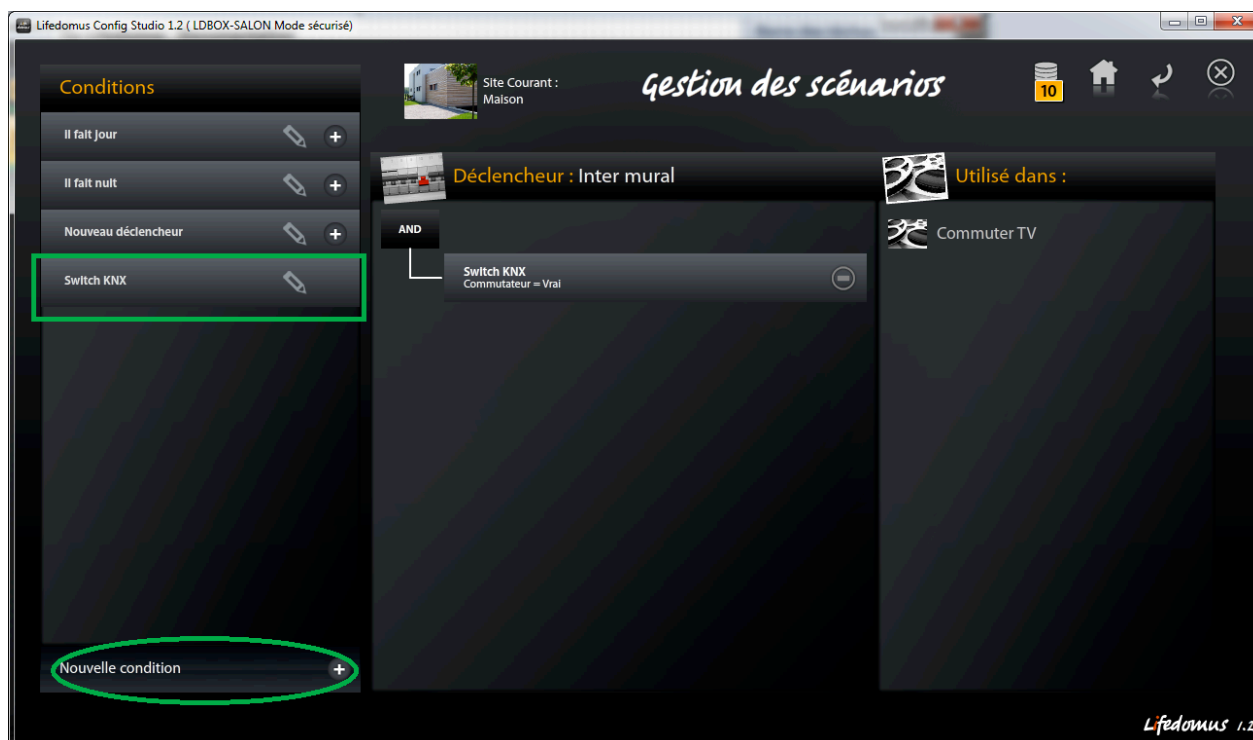 Lifedomus Config Studio 1.2 ( LDBOX-SALON Mode sécurisé)
Conditions
Site Courant :
Maison
Gestion des scénarios
10
Il fait jour
Il fait nuit
Nouveau déclencheur
Switch KNX
Nouvelle condition
Déclencheur : Inter mural
AND
Switch KNX
Commutateur = Vrai
Utilisé dans :
Commuter TV
Lifedomus 1.2